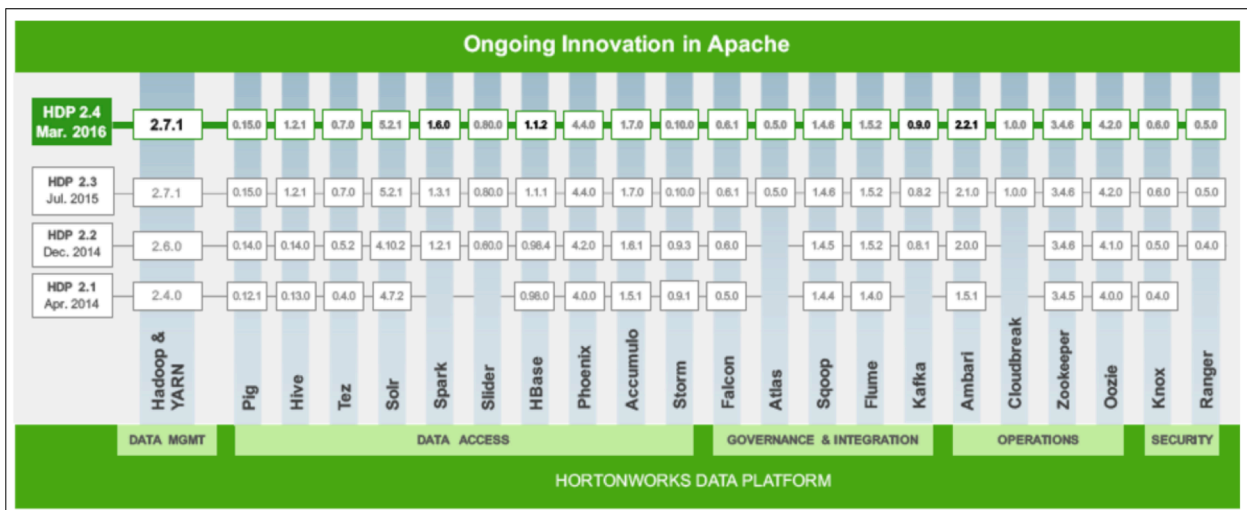 Ongoing Innovation in Apache
HDP 2.4
Mar. 2016
2.7.1 0.15.0 1.2.1 0.7.0 5.2.1 1.6.0 0.80.0 1.1.2 4.4.0 1.7.0 0.10.0 0.6.1 0.5.0 1.4.6 1.5.2 0.9.0 2.2.1 1.0.0 3.4.6 4.2.0 0.6.0 0.5.0
HDP 2.3
Jul. 2015
2.7.1 0.15.0 1.2.1 0.7.0 5.2.1 1.3.1 0.80.0 1.1.1 4.4.0 1.7.0 0.10.0 0.6.1 0.5.0 1.4.6 1.5.2 0.8.2 2.1.0 1.0.0 3.4.6 4.2.0 0.6.0 0.5.0
HDP 2.2
Dec. 2014
2.6.0 0.14.0 0.14.0 0.5.2 4.10.2 1.2.1 0.60.0 0.98.4 4.2.0 1.6.1 0.9.3 0.6.0 1.4.5 1.5.2 0.8.1 2.0.0 3.4.6 4.1.0 0.5.0 0.4.0
HDP 2.1
Apr. 2014
2.4.0 0.12.1 0.13.0 0.4.0 4.7.2 0.98.0 4.0.0 1.5.1 0.9.1 0.5.0 1.4.4 1.4.0 1.5.1 3.4.5 4.0.0 0.4.0
Hadoop &
YARN
Pig
Hive
Tez
Solr
Spark
Slider
HBase
Phoenix
Accumulo
Storm
Falcon
Atlas
Sqoop
Flume
Kafka
Ambari
Cloudbreak
Zookeeper
Oozie
Knox
Ranger
DATA MGMT
DATA ACCESS
GOVERNANCE & INTEGRATION
OPERATIONS
SECURITY
HORTONWORKS DATA PLATFORM